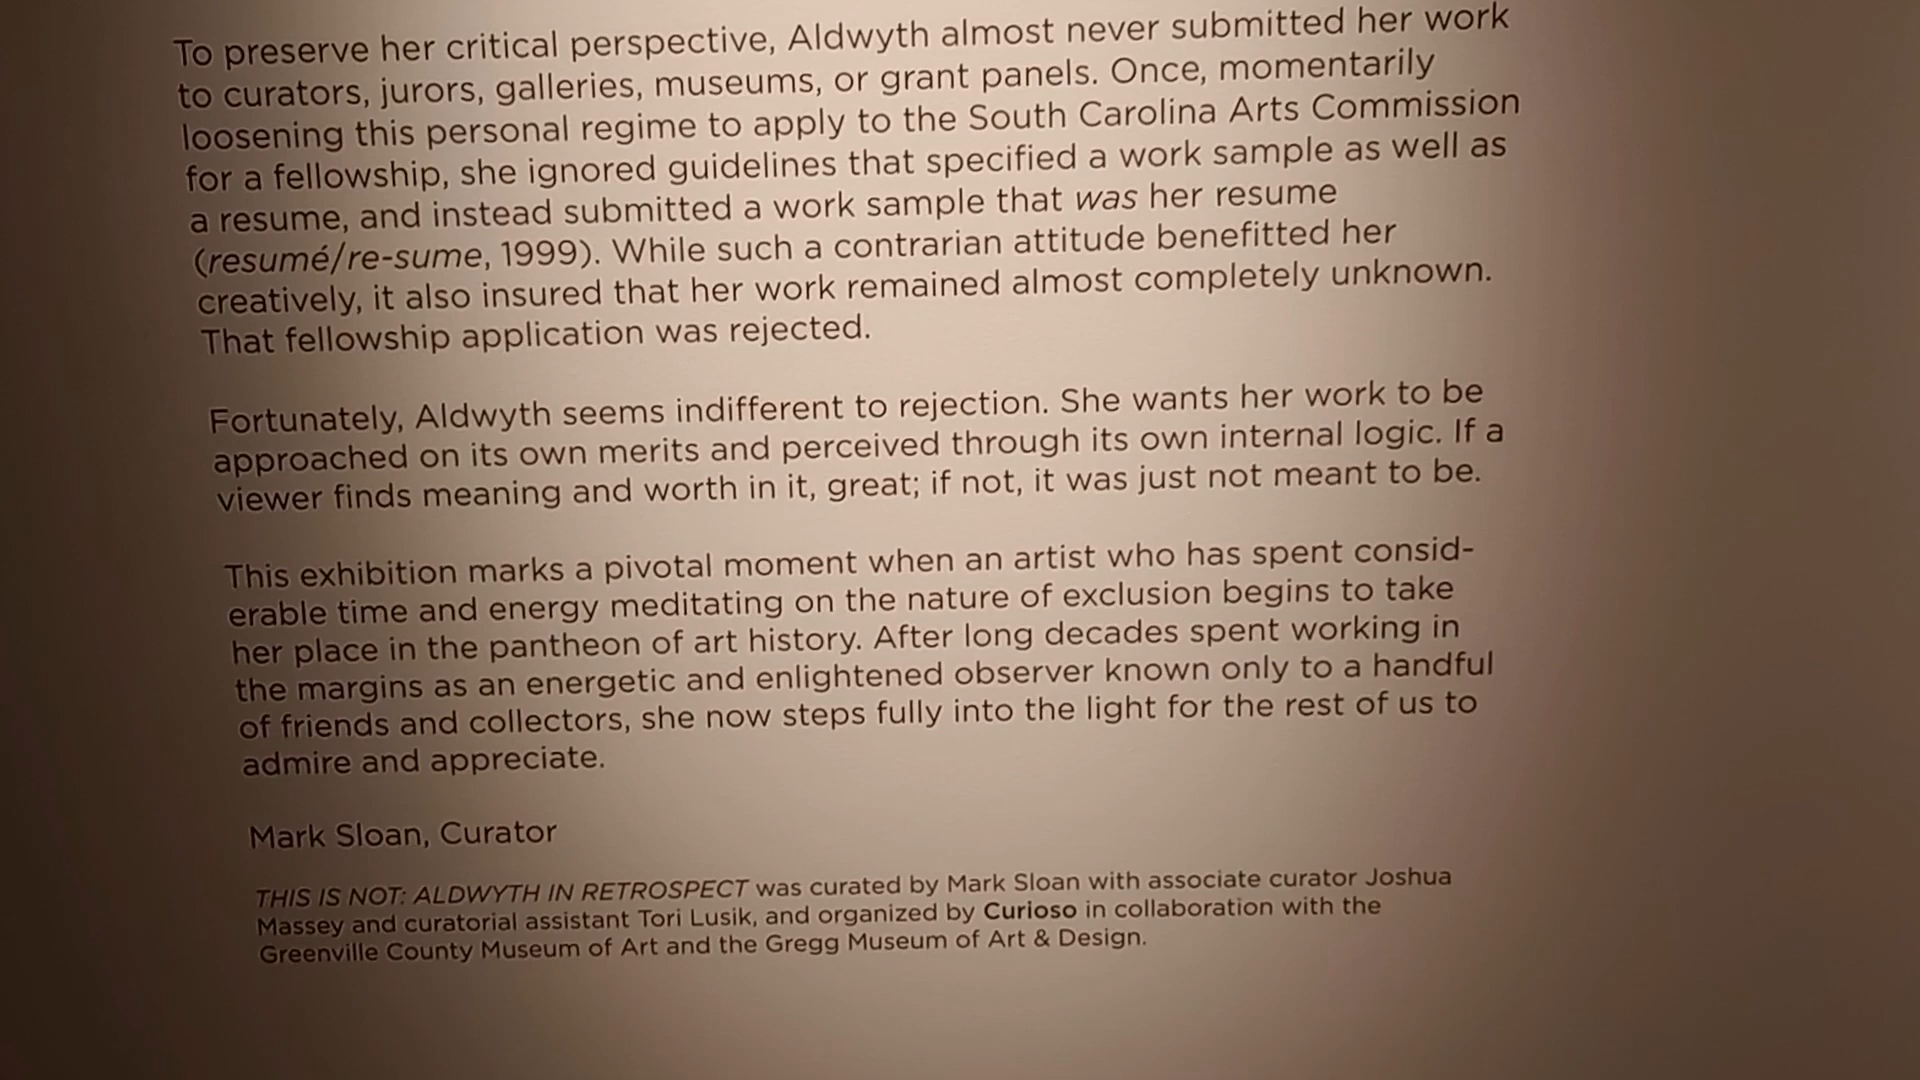 To preserve her critical perspective, Aldwyth almost never submitted her work
to curators, jurors, galleries, museums, or grant panels. Once, momentarily
loosening this personal regime to apply to the South Carolina Arts Commission
for a fellowship, she ignored guidelines that specified a work sample as well as
a resume, and instead submitted a work sample that was her resume
(resumé/re-sume, 1999). While such a contrarian attitude benefitted her
creatively, it also insured that her work remained almost completely unknown.
That fellowship application was rejected.
Fortunately, Aldwyth seems indifferent to rejection. She wants her work to be
approached on its own merits and perceived through its own internal logic. If a
viewer finds meaning and worth in it, great; if not, it was just not meant to be.
This exhibition marks a pivotal moment when an artist who has spent consid-
erable time and energy meditating on the nature of exclusion begins to take
her place in the pantheon of art history. After long decades spent working in
the margins as an energetic and enlightened observer known only to a handful
of friends and collectors, she now steps fully into the light for the rest of us to
admire and appreciate.
Mark Sloan, Curator
THIS IS NOT: ALDWYTH IN RETROSPECT was curated by Mark Sloan with associate curator Joshua
Massey and curatorial assistant Tori Lusik, and organized by Curioso in collaboration with the
Greenville County Museum of Art and the Gregg Museum of Art & Design.